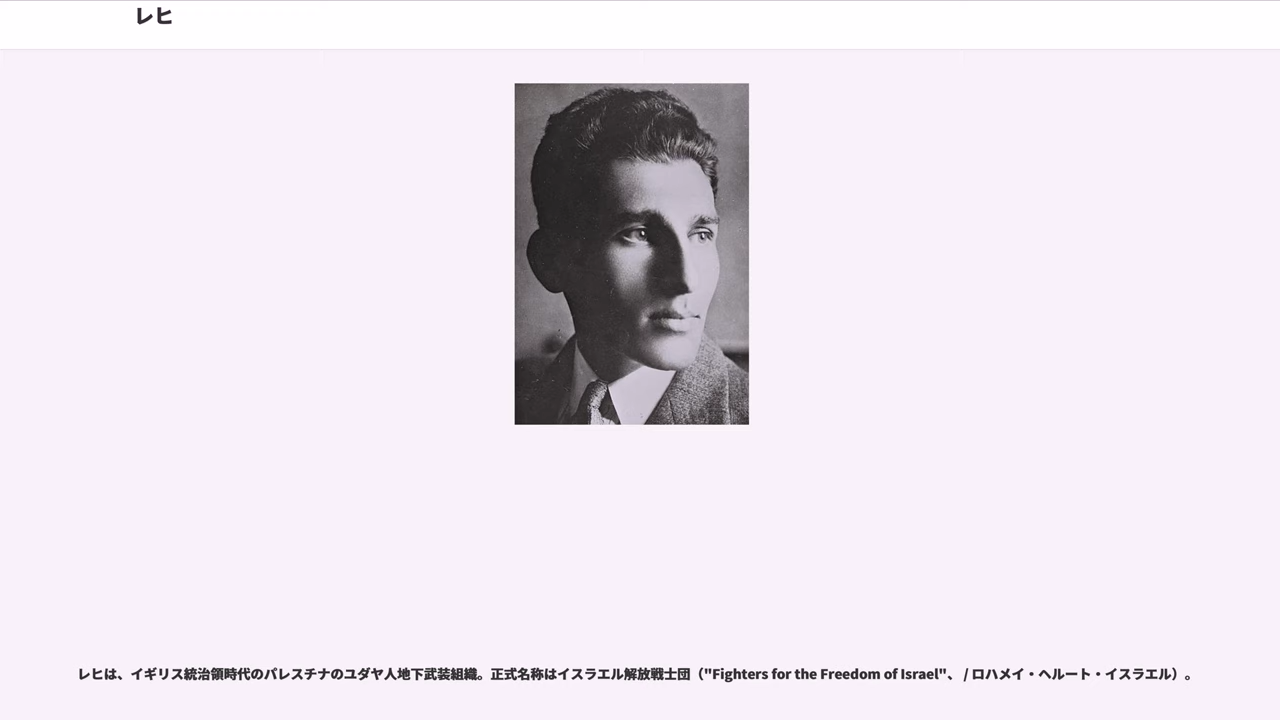 レヒ
レヒは、イギリス統治領時代のパレスチナのユダヤ人地下武装組織。正式名称はイスラエル解放戦士団（"Fighters for the Freedom of Israel"、 / ロハメイ・ヘルート・イスラエル）。